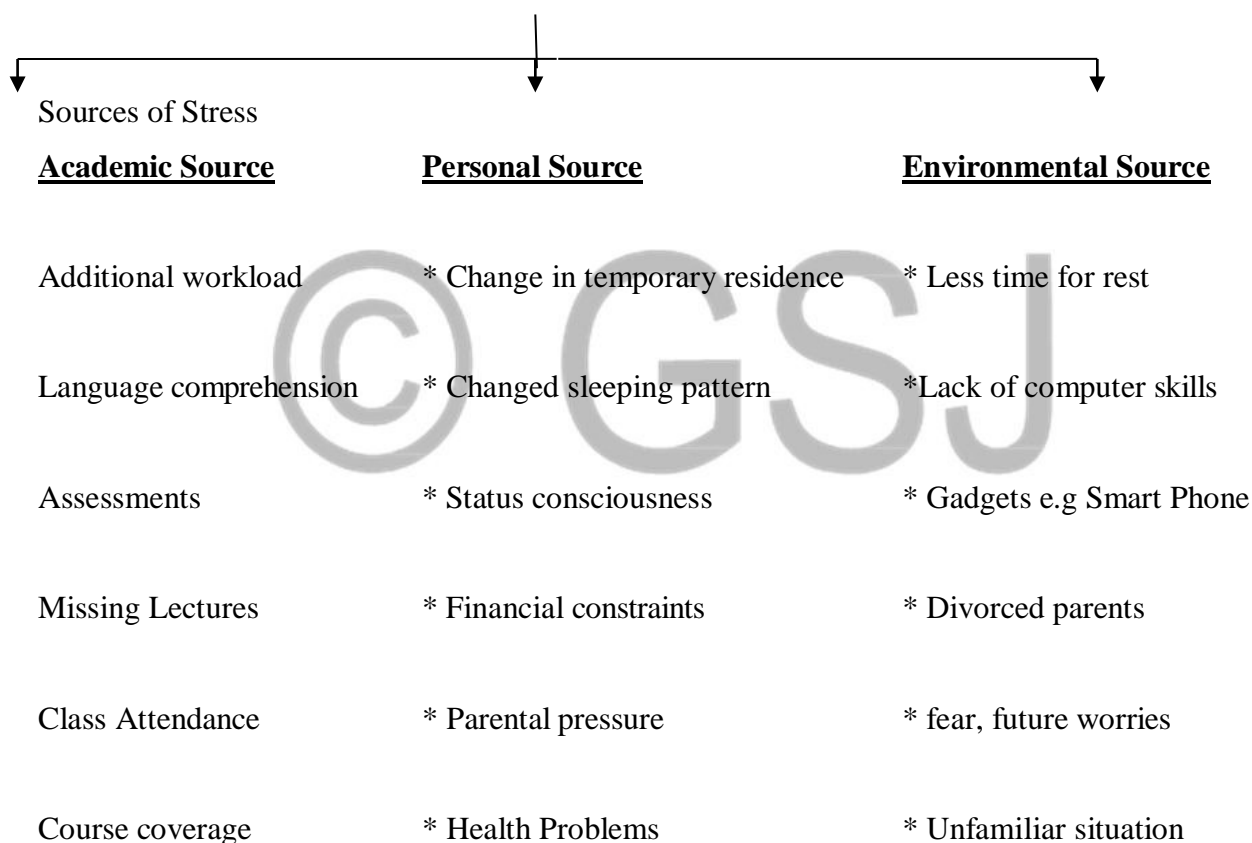 Sources of Stress
Academic Source Personal Source Environmental Source
Additional workload * Change in temporary residence * Less time for rest
Language comprehension * Changed sleeping pattern *Lack of computer skills
Assessments * Status consciousness * Gadgets e.g Smart Phone
Missing Lectures * Financial constraints * Divorced parents
Class Attendance * Parental pressure * fear, future worries
Course coverage * Health Problems * Unfamiliar situation
© GSJ